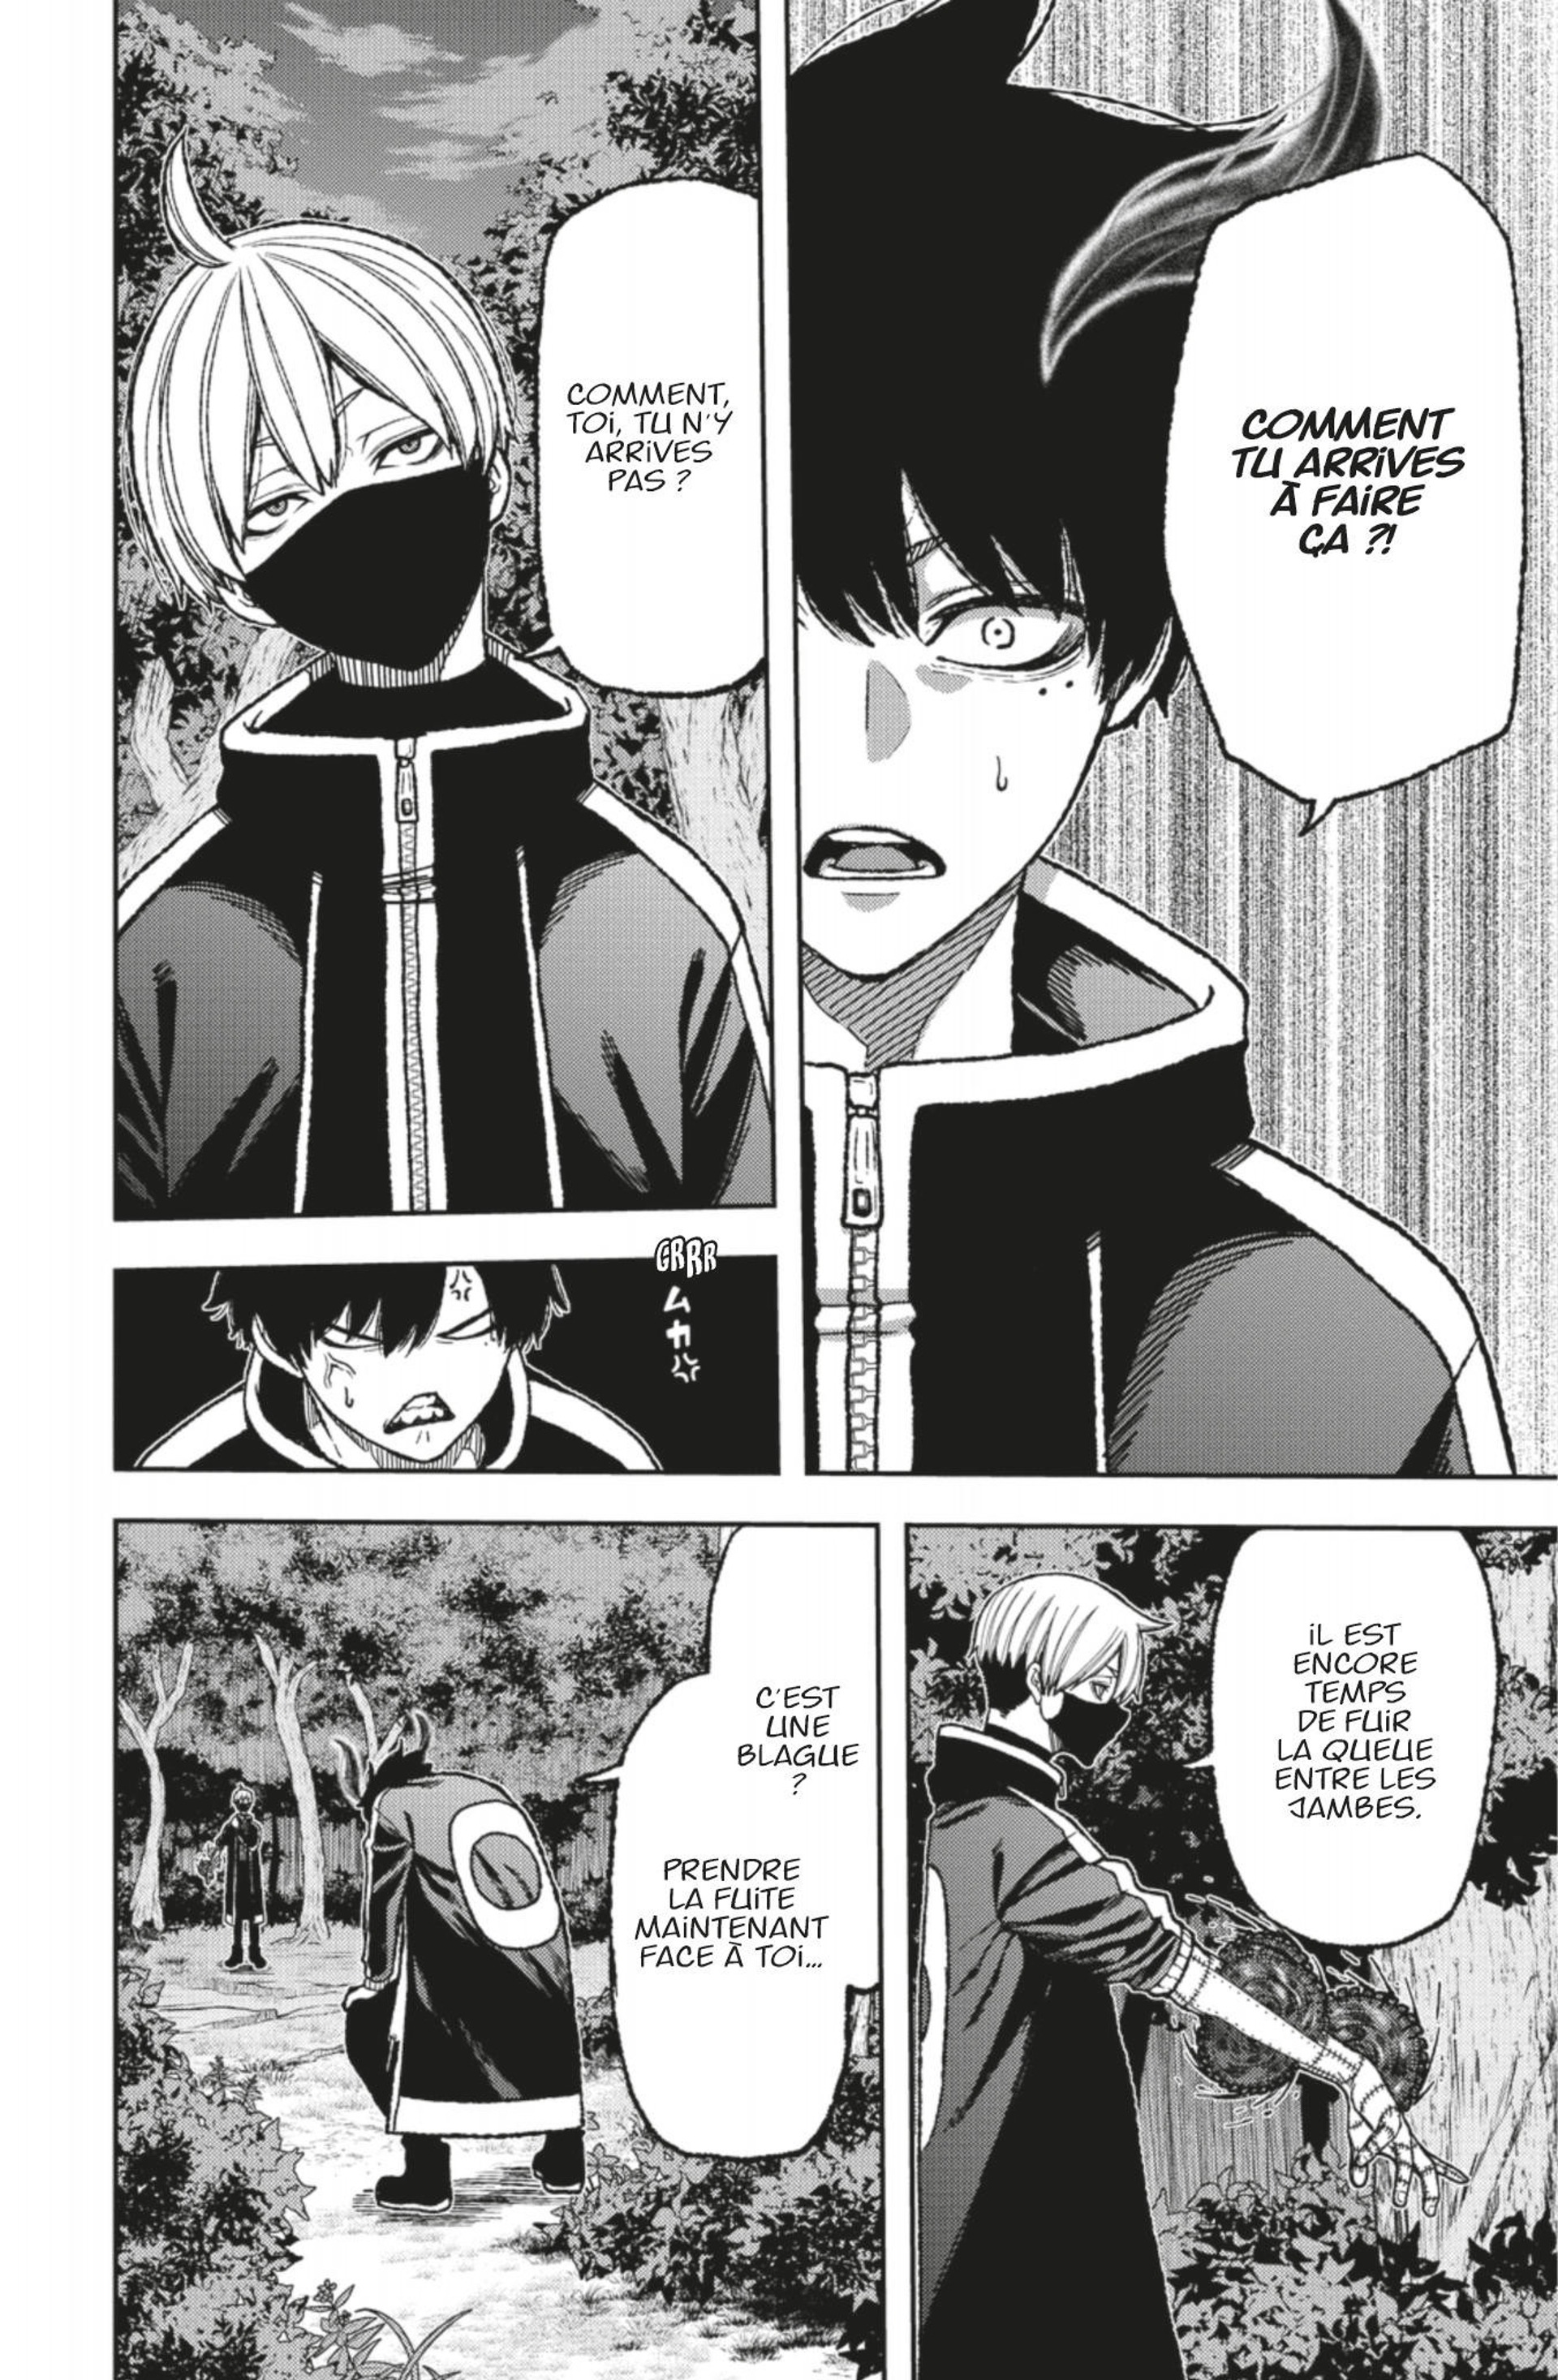 COMMENT
TU ARRIVES
À FAIRE
ÇA ?!
COMMENT,
TOI, TU N'Y
ARRIVES
PAS ?
GRRR
ムカ
IL EST
ENCORE
TEMPS
DE FUIR
LA QUEUE
ENTRE LES
JAMBES.
C'EST
UNE
BLAGUE
?
PRENDRE
LA FUITE
MAINTENANT
FACE À TOI...